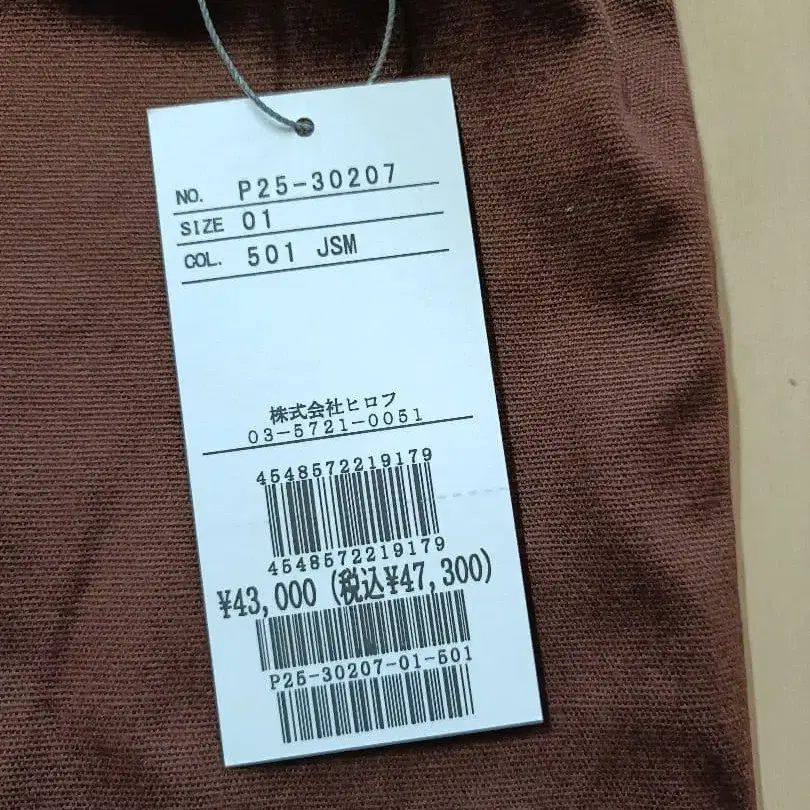 NO. P25-30207
SIZE 01
COL. 501 JSM
株式会社ヒロフ
03-5721-0051
4548572219179
4548572219179
¥43,000 (税込¥47,300)
P25-30207-01-501